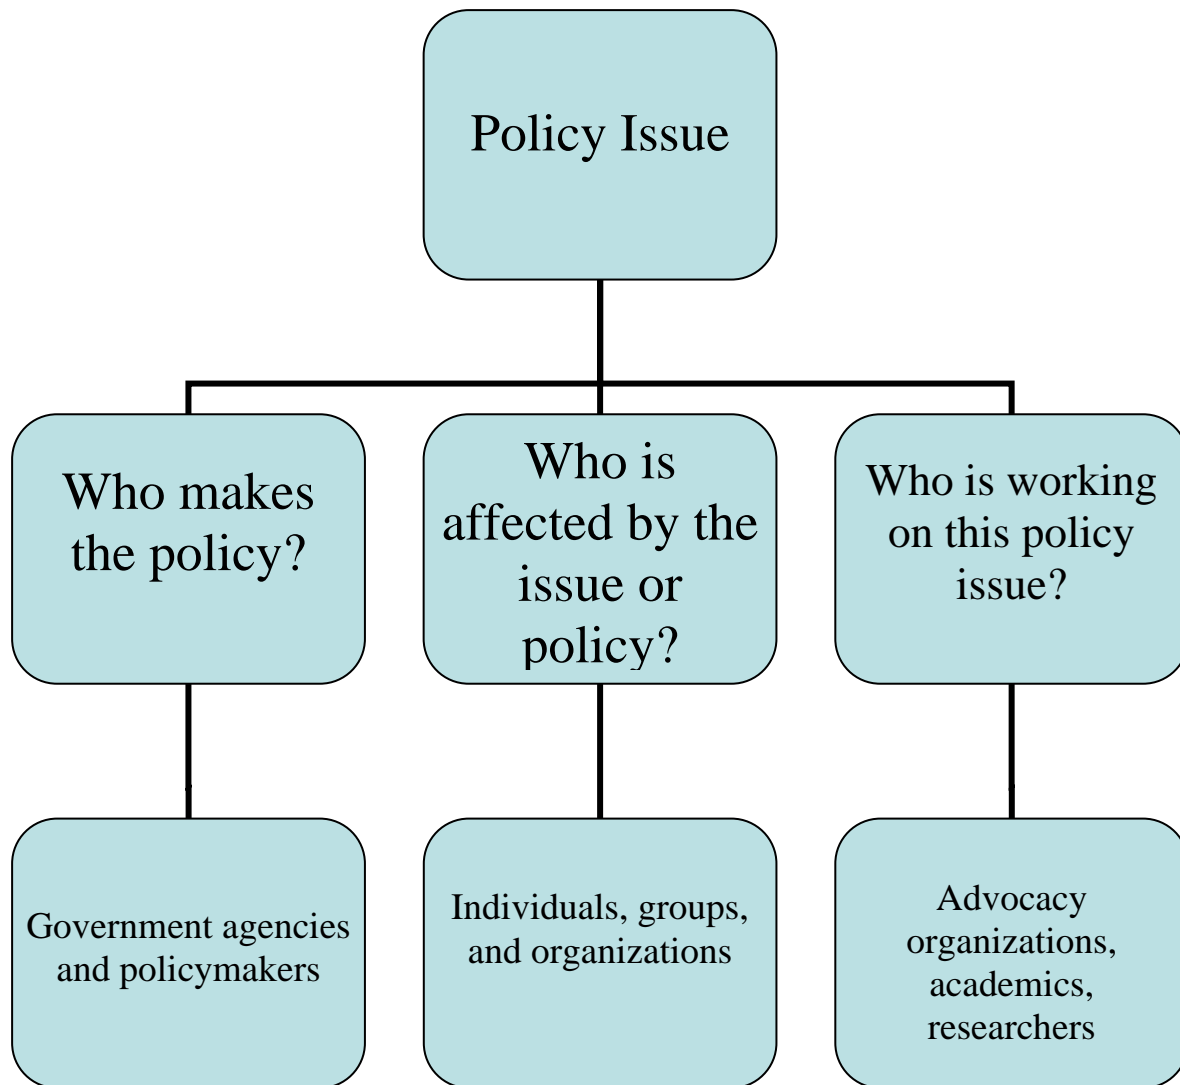 Policy Issue
Who makes
the policy?
Who is
affected by the
issue or
policy?
Who is working
on this policy
issue?
Government agencies
and policymakers
Individuals, groups,
and organizations
Advocacy
organizations,
academics,
researchers